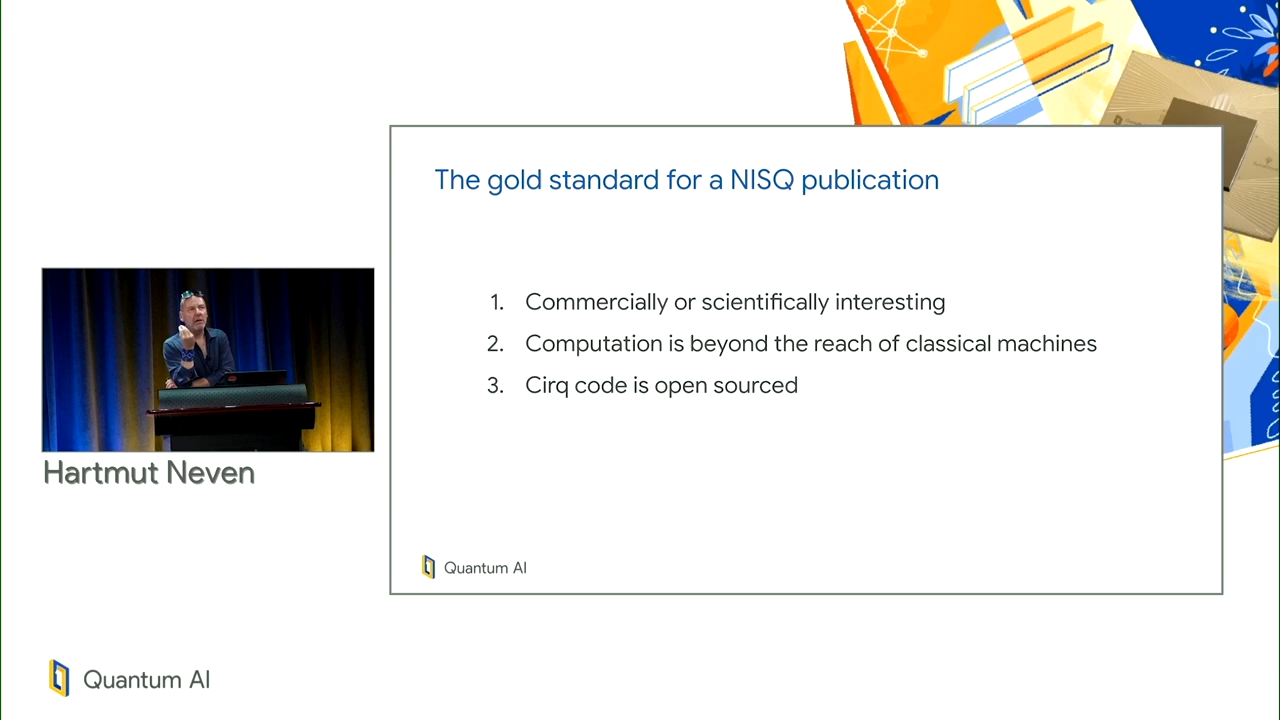 The gold standard for a NISQ publication
1. Commercially or scientifically interesting
2. Computation is beyond the reach of classical machines
3. Cirq code is open sourced
Quantum AI
Hartmut Neven
Quantum AI